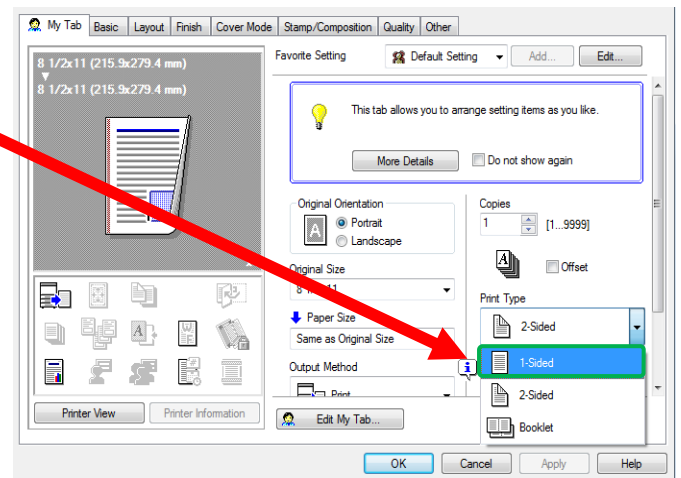 My Tab Basic Layout Finish Cover Mode Stamp/Composition Quality Other
8 1/2x11 (215.9x279.4 mm)
8 1/2x11 (215.9x279.4 mm)
Favorite Setting Default Setting Add... Edit...
This tab allows you to arrange setting items as you like.
More Details Do not show again
Original Orientation
Portrait
Landscape
Original Size
Paper Size
Same as Original Size
Output Method
Print
Copies
1 [1...9999]
Offset
Print Type
2-Sided
1-Sided
2-Sided
Booklet
Printer View Printer Information
Edit My Tab...
OK Cancel Apply Help